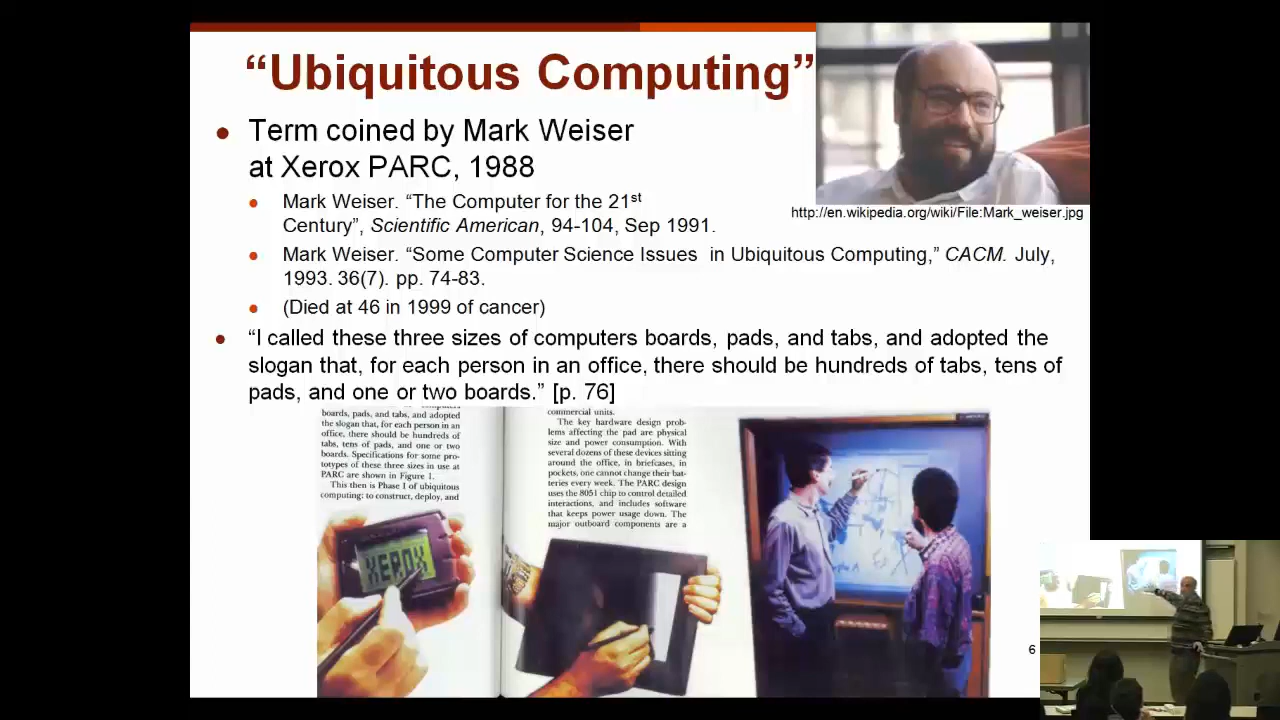 “Ubiquitous Computing”
Term coined by Mark Weiser
at Xerox PARC, 1988
Mark Weiser. “The Computer for the 21st
Century”, Scientific American, 94-104, Sep 1991.
http://en.wikipedia.org/wiki/File:Mark_weiser.jpg
Mark Weiser. “Some Computer Science Issues in Ubiquitous Computing,” CACM. July,
1993. 36(7). pp. 74-83.
(Died at 46 in 1999 of cancer)
“I called these three sizes of computers boards, pads, and tabs, and adopted the
slogan that, for each person in an office, there should be hundreds of tabs, tens of
pads, and one or two boards.” [p. 76]
boards, pads, and tabs, and adopted
the slogan that, for each person in an
office, there should be hundreds of
tabs, tens of pads, and one or two
boards. Specifications for some pro-
totypes of these three sizes in use at
PARC are shown in Figure 1.
This then is Phase I of ubiquitous
computing: to construct, deploy, and
commercial units.
The key hardware design prob-
lems affecting the pad are physical
size and power consumption. With
several dozens of these devices sitting
around the office, in briefcases, in
pockets, one cannot change their bat-
teries every week. The PARC design
uses the 8051 chip to control detailed
interactions, and includes software
that keeps power usage down. The
major outboard components are a
XEROX
6